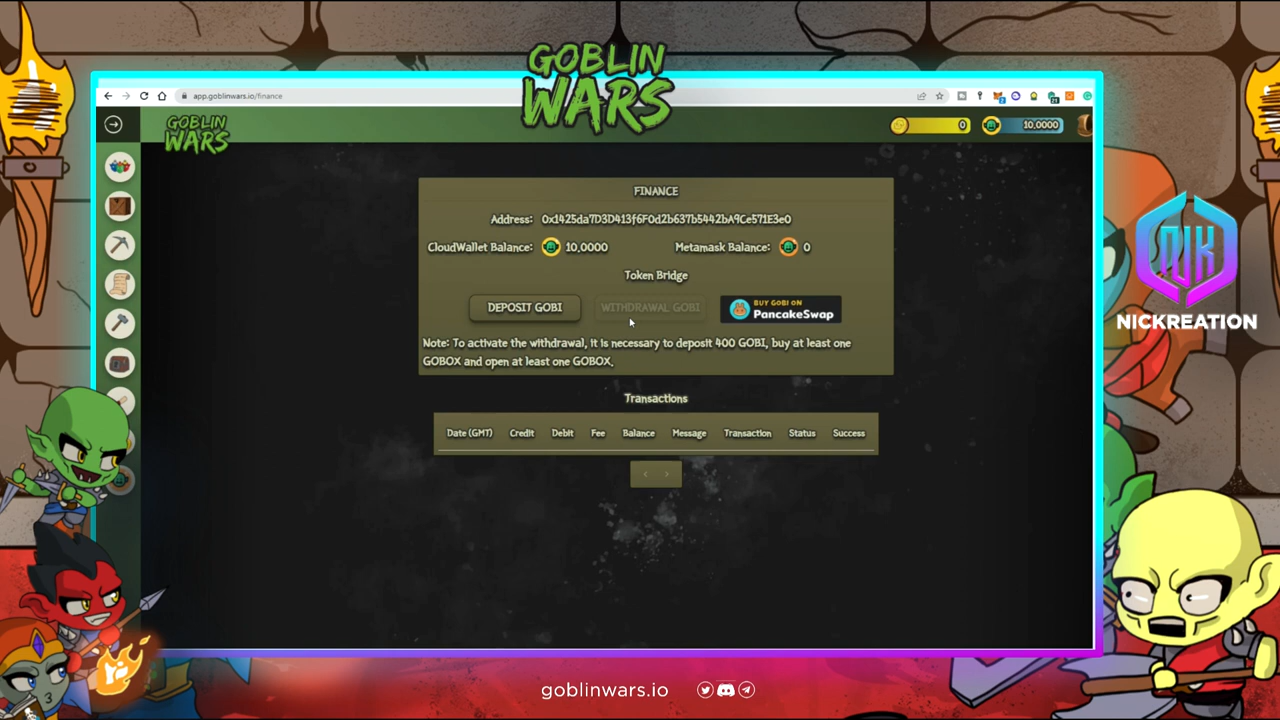 GOBLIN
WARS
app.goblinwars.io/finance
GOBLIN
WARS
0
10,0000
FINANCE
Address: 0x1425da7D3D413f6F0d2b637b5442bA9Ce571E3e0
CloudWallet Balance: 10,0000
Metamask Balance: 0
Token Bridge
DEPOSIT GOBI
WITHDRAWAL GOBI
BUY GOBI ON
PancakeSwap
Note: To activate the withdrawal, it is necessary to deposit 400 GOBI, buy at least one
GOBOX and open at least one GOBOX.
Transactions
Date (GMT) Credit Debit Fee Balance Message Transaction Status Success
NICKREATION
goblinwars.io